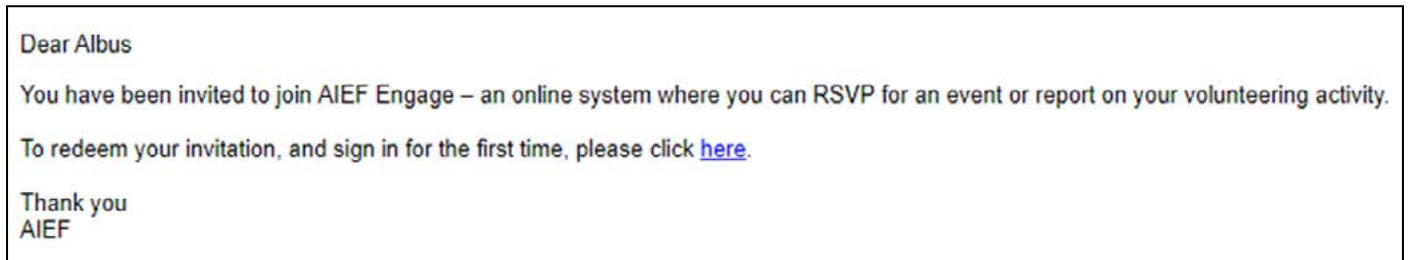 Dear Albus
You have been invited to join AIEF Engage – an online system where you can RSVP for an event or report on your volunteering activity.
To redeem your invitation, and sign in for the first time, please click here.
Thank you
AIEF